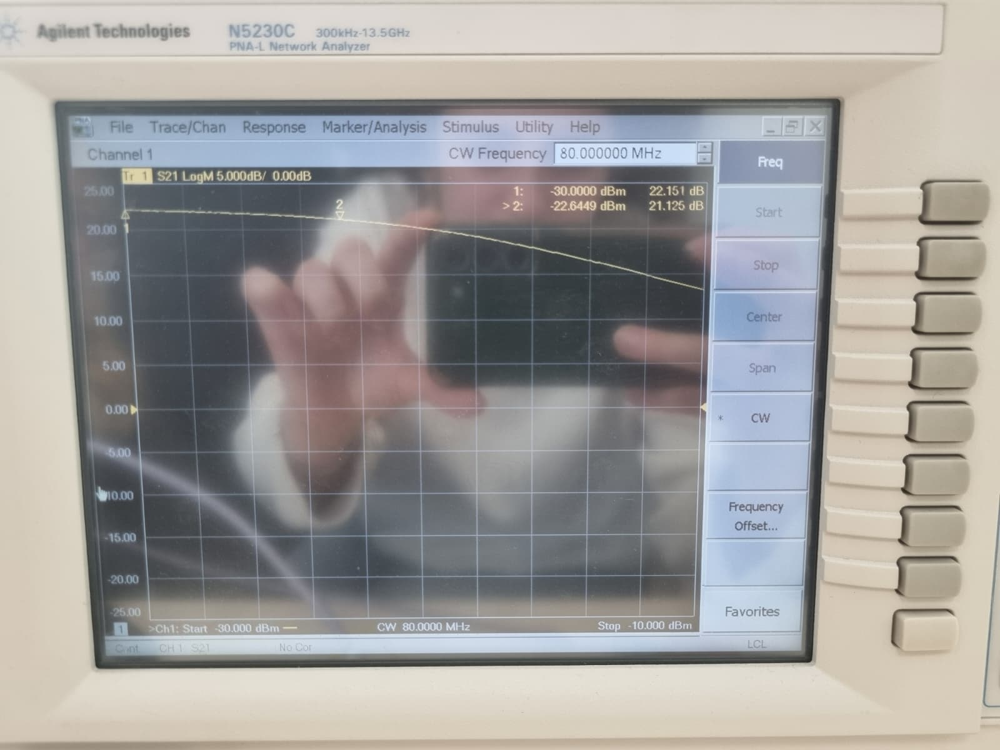 Agilent Technologies N5230C 300kHz-13.5GHz
PNA-L Network Analyzer
File Trace/Chan Response Marker/Analysis Stimulus Utility Help
Channel 1 CW Frequency 80.000000 MHz
Freq
Tr 1 S21 LogM 5.000dB/ 0.00dB
1: -30.0000 dBm 22.151 dB
> 2: -22.6449 dBm 21.125 dB
2
1
25.00
20.00
15.00
10.00
5.00
0.00
-5.00
-10.00
-15.00
-20.00
-25.00
Start
Stop
Center
Span
* CW
Frequency
Offset...
Favorites
1 >Ch1: Start -30.000 dBm CW 80.0000 MHz Stop -10.000 dBm
Cont. CH 1: S21 No Cor LCL